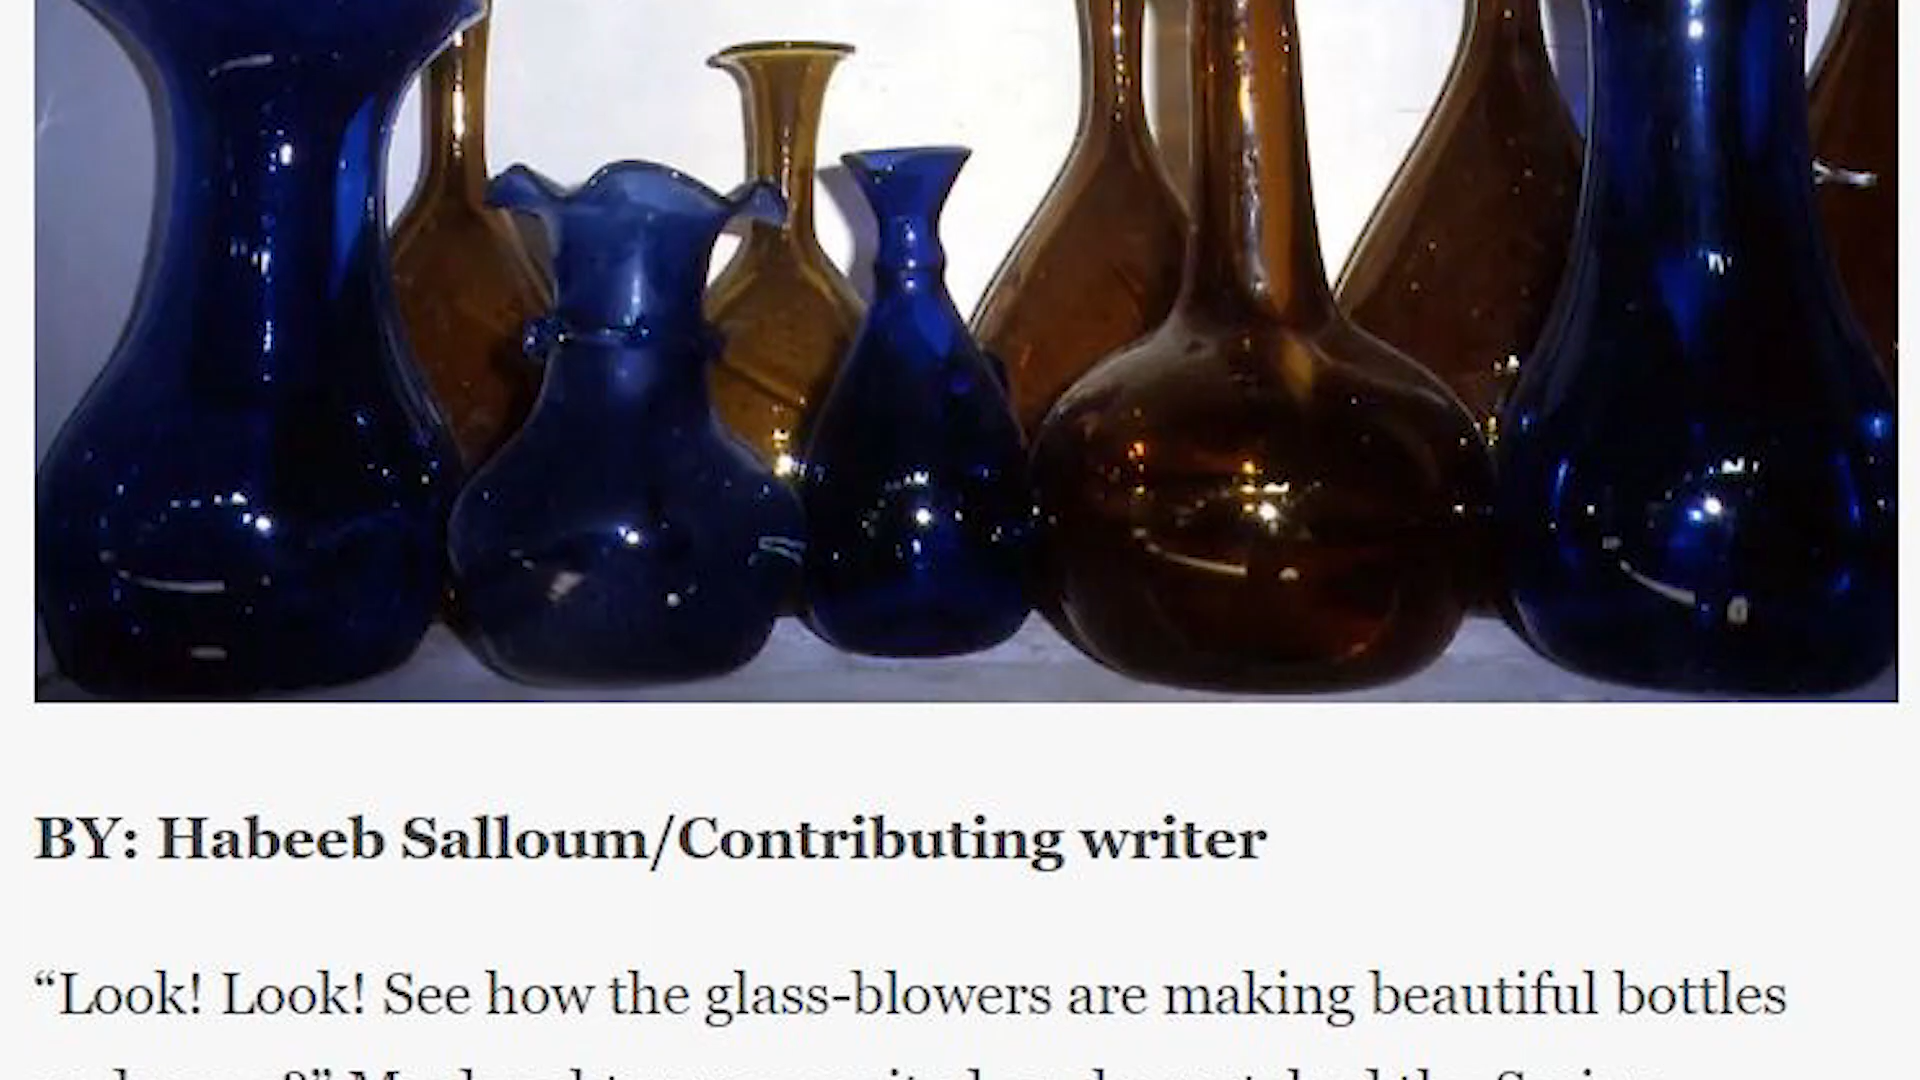 BY: Habeeb Salloum/Contributing writer
“Look! Look! See how the glass-blowers are making beautiful bottles